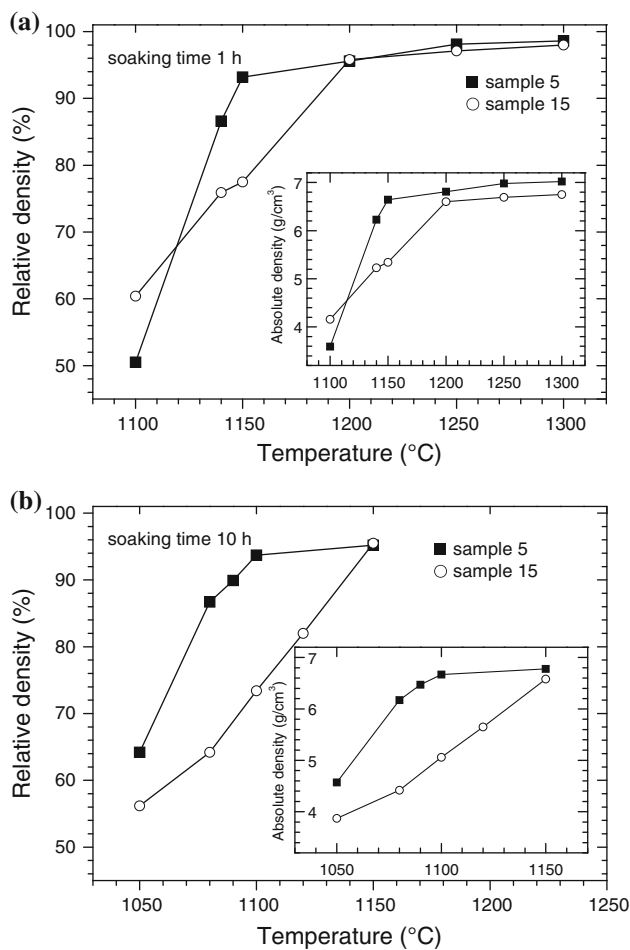 (a)
100
90
80
70
60
50
Relative density (%)
soaking time 1 h
sample 5
sample 15
7
6
5
4
Absolute density (g/cm³)
1100 1150 1200 1250 1300
1100 1150 1200 1250 1300
Temperature (°C)
(b)
100
90
80
70
60
50
Relative density (%)
soaking time 10 h
sample 5
sample 15
7
6
5
4
Absolute density (g/cm³)
1050 1100 1150
1050 1100 1150 1200 1250
Temperature (°C)